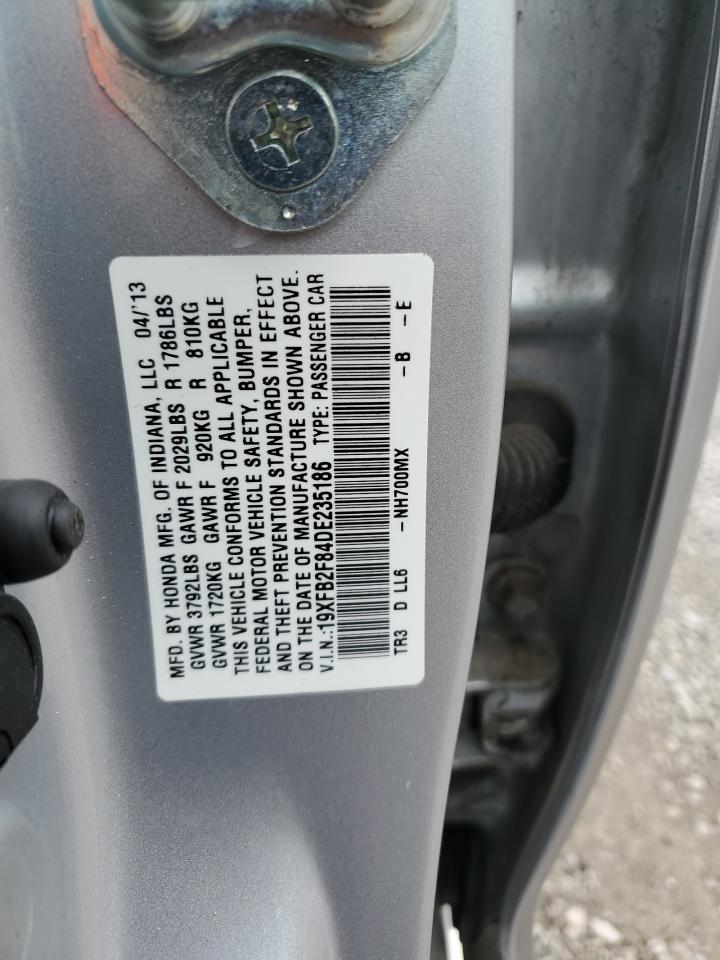 MFD. BY HONDA MFG. OF INDIANA, LLC 04/'13
GVWR 3792LBS GAWR F 2029LBS R 1786LBS
GVWR 1720KG GAWR F 920KG R 810KG
THIS VEHICLE CONFORMS TO ALL APPLICABLE
FEDERAL MOTOR VEHICLE SAFETY, BUMPER,
AND THEFT PREVENTION STANDARDS IN EFFECT
ON THE DATE OF MANUFACTURE SHOWN ABOVE.
V.I.N.:19XFB2F84DE235186 TYPE: PASSENGER CAR
TR3 D LL6 –NH700MX –B –E